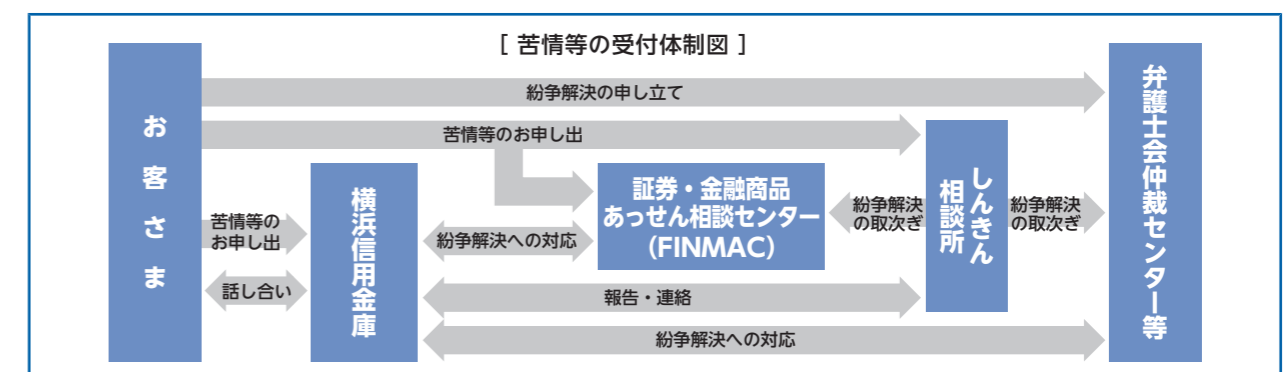 [ 苦情等の受付体制図 ]
お客さま
紛争解決の申し立て
弁護士会仲裁センター等
苦情等のお申し出
しんきん
相談所
横浜信用金庫
証券・金融商品
あっせん相談センター
(FINMAC)
苦情等の
お申し出
紛争解決への対応
紛争解決
の取次ぎ
紛争解決
の取次ぎ
話し合い
報告・連絡
紛争解決への対応